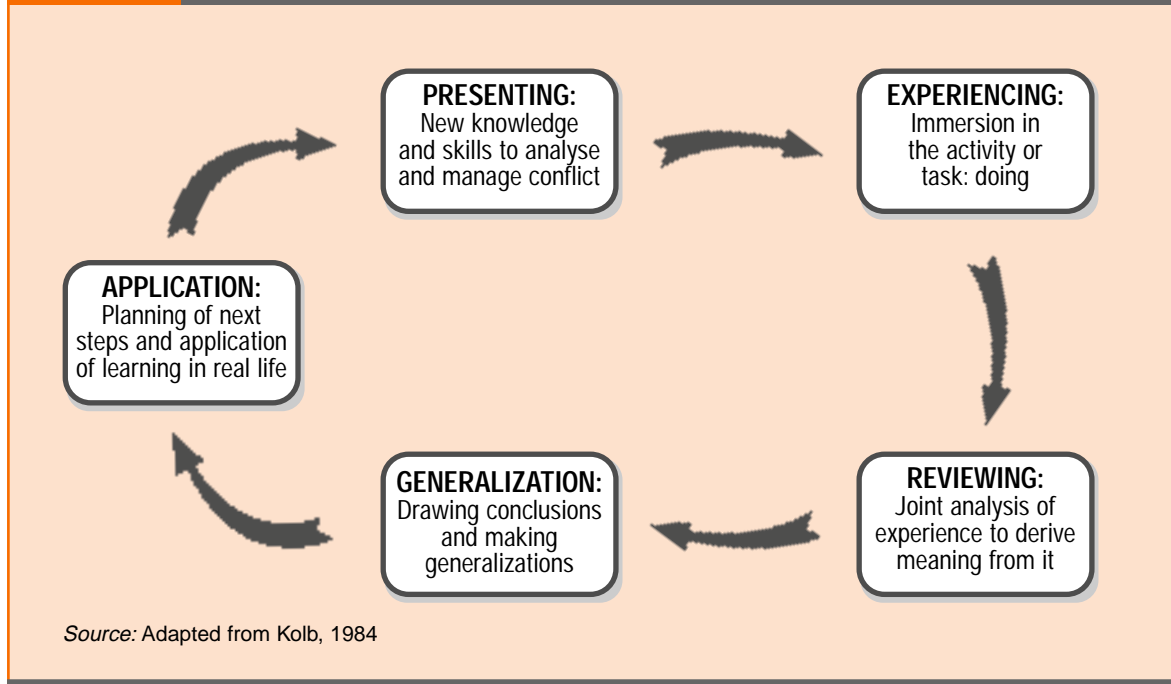 PRESENTING:
New knowledge
and skills to analyse
and manage conflict
EXPERIENCING:
Immersion in
the activity or
task: doing
REVIEWING:
Joint analysis of
experience to derive
meaning from it
GENERALIZATION:
Drawing conclusions
and making
generalizations
APPLICATION:
Planning of next
steps and application
of learning in real life
Source: Adapted from Kolb, 1984